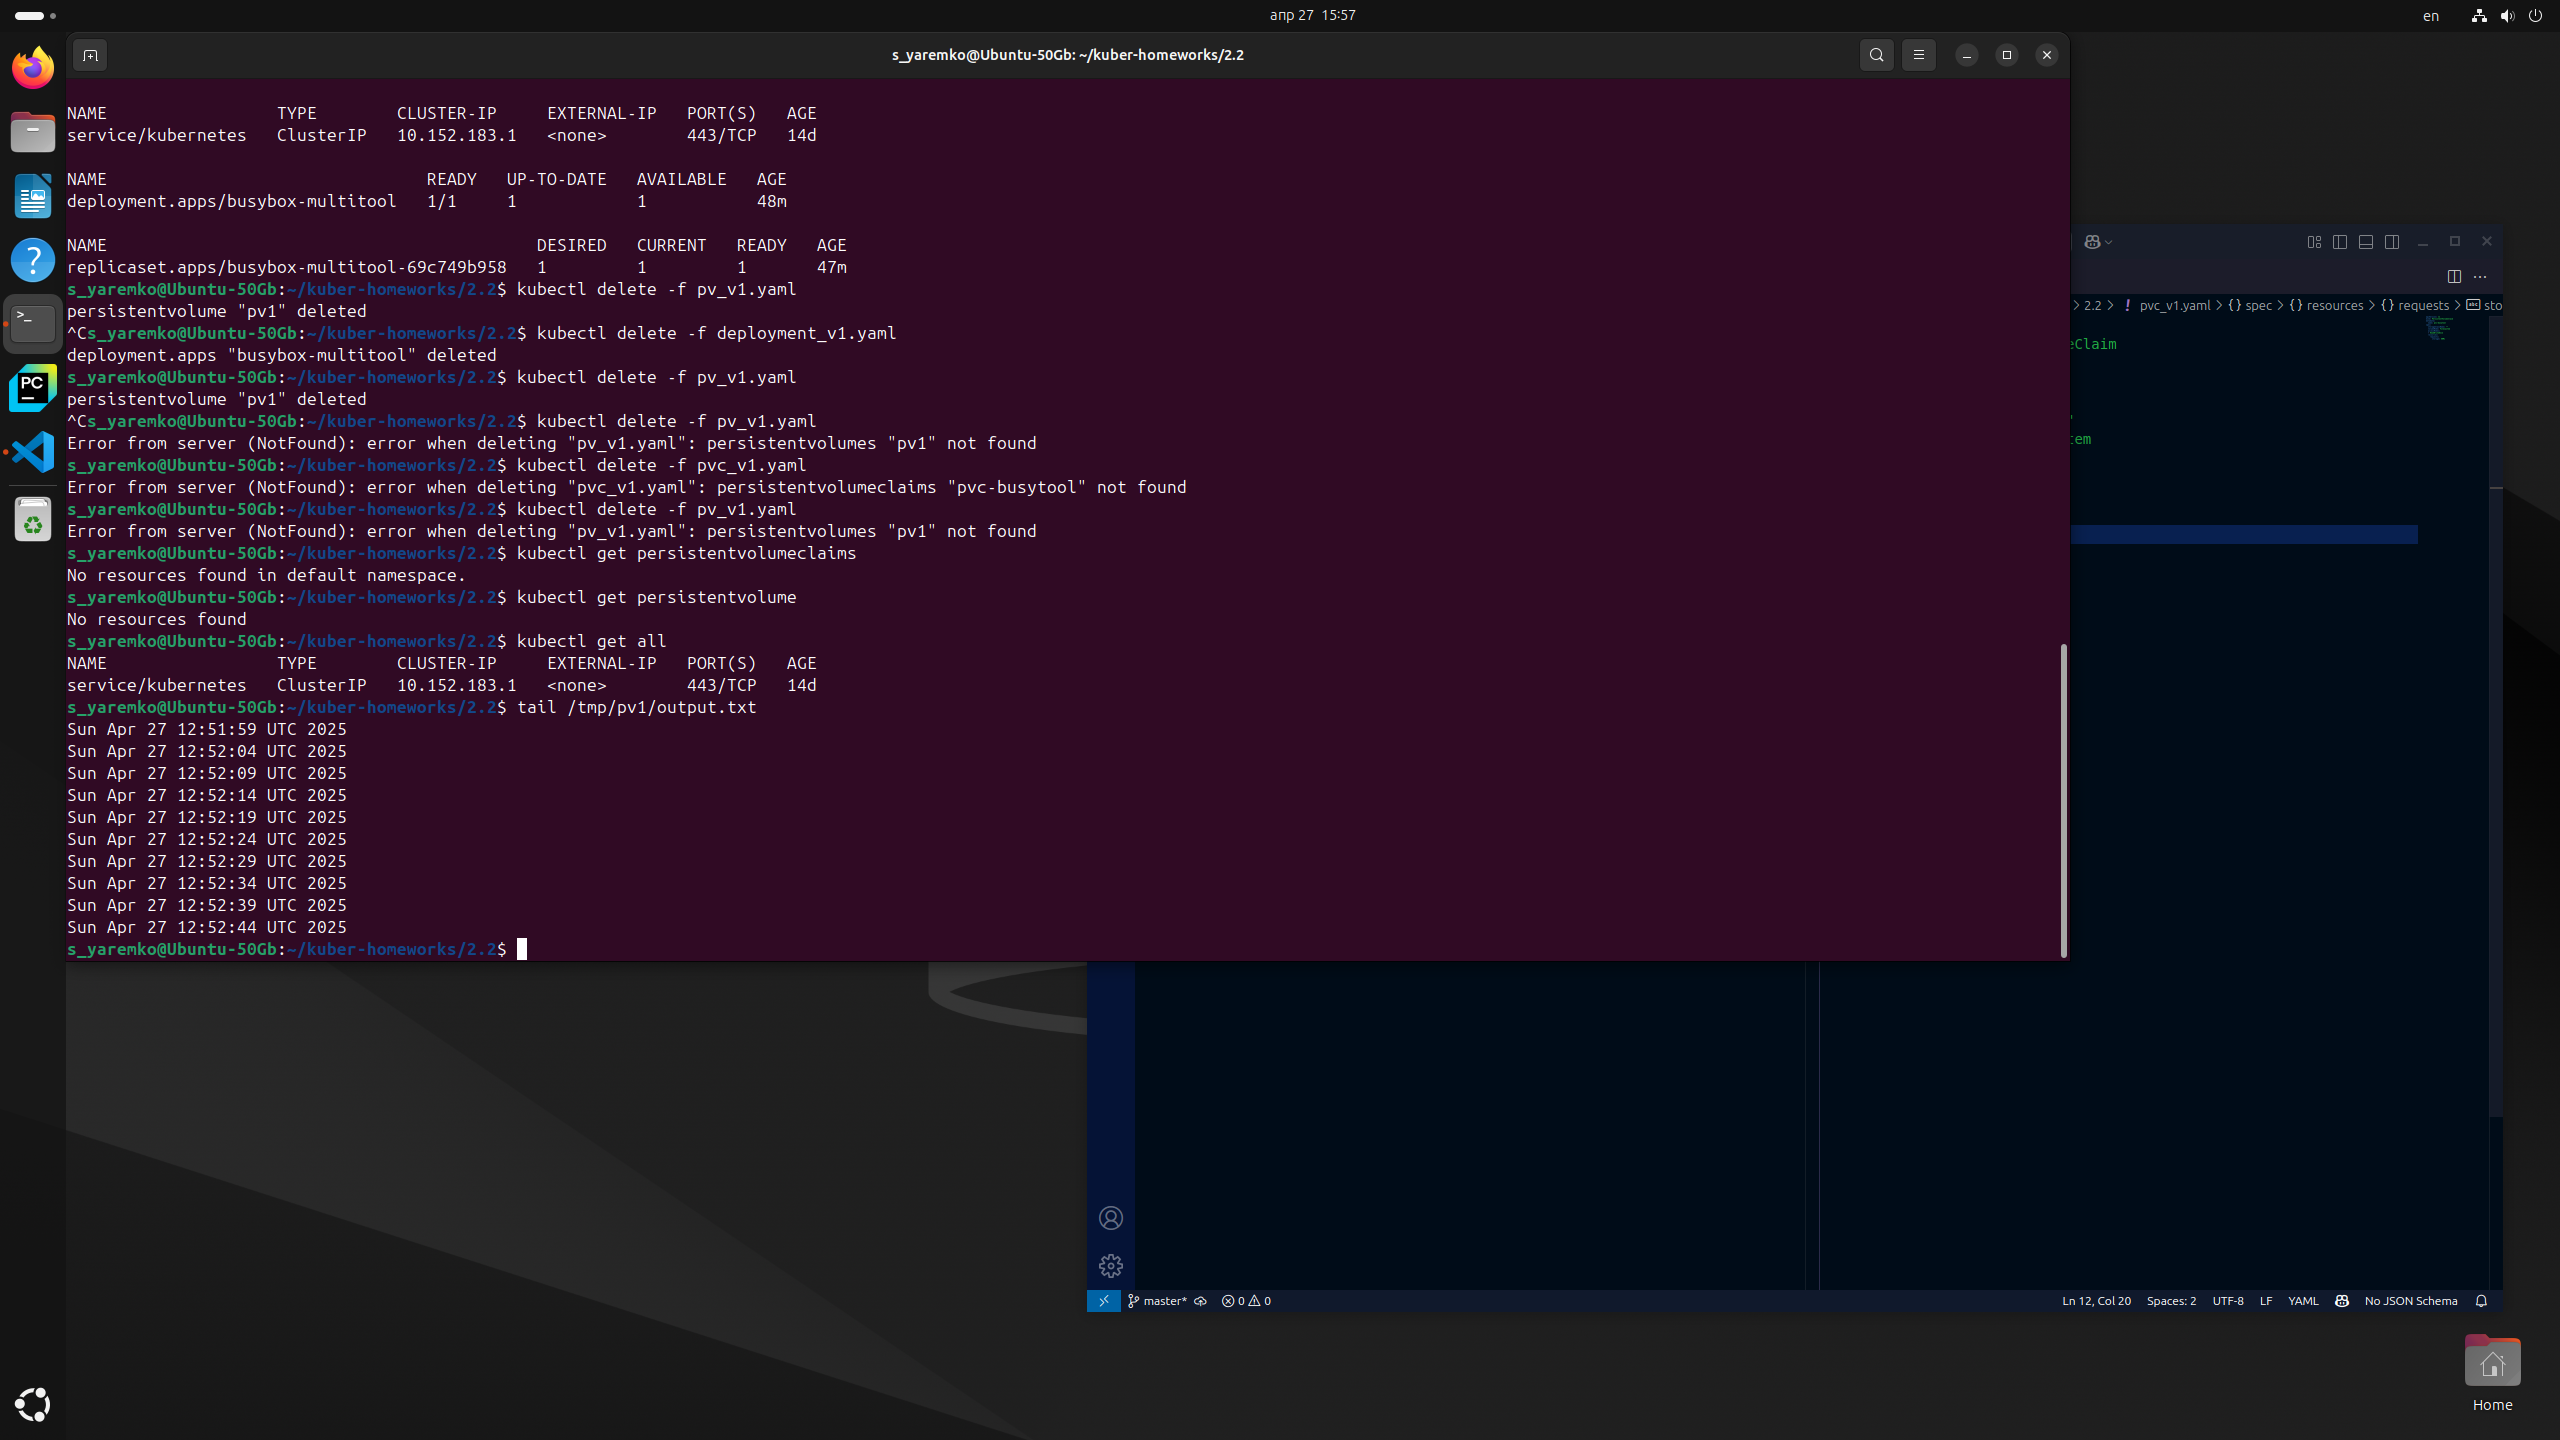 апр 27  15:57
en
s_yaremko@Ubuntu-50Gb: ~/kuber-homeworks/2.2
NAME                 TYPE        CLUSTER-IP     EXTERNAL-IP   PORT(S)   AGE
service/kubernetes   ClusterIP   10.152.183.1   <none>        443/TCP   14d
NAME                                READY   UP-TO-DATE   AVAILABLE   AGE
deployment.apps/busybox-multitool   1/1     1            1           48m
NAME                                           DESIRED   CURRENT   READY   AGE
replicaset.apps/busybox-multitool-69c749b958   1         1         1       47m
s_yaremko@Ubuntu-50Gb:~/kuber-homeworks/2.2$ kubectl delete -f pv_v1.yaml
persistentvolume "pv1" deleted
^Cs_yaremko@Ubuntu-50Gb:~/kuber-homeworks/2.2$ kubectl delete -f deployment_v1.yaml
deployment.apps "busybox-multitool" deleted
s_yaremko@Ubuntu-50Gb:~/kuber-homeworks/2.2$ kubectl delete -f pv_v1.yaml
persistentvolume "pv1" deleted
^Cs_yaremko@Ubuntu-50Gb:~/kuber-homeworks/2.2$ kubectl delete -f pv_v1.yaml
Error from server (NotFound): error when deleting "pv_v1.yaml": persistentvolumes "pv1" not found
s_yaremko@Ubuntu-50Gb:~/kuber-homeworks/2.2$ kubectl delete -f pvc_v1.yaml
Error from server (NotFound): error when deleting "pvc_v1.yaml": persistentvolumeclaims "pvc-busytool" not found
s_yaremko@Ubuntu-50Gb:~/kuber-homeworks/2.2$ kubectl delete -f pv_v1.yaml
Error from server (NotFound): error when deleting "pv_v1.yaml": persistentvolumes "pv1" not found
s_yaremko@Ubuntu-50Gb:~/kuber-homeworks/2.2$ kubectl get persistentvolumeclaims
No resources found in default namespace.
s_yaremko@Ubuntu-50Gb:~/kuber-homeworks/2.2$ kubectl get persistentvolume
No resources found
s_yaremko@Ubuntu-50Gb:~/kuber-homeworks/2.2$ kubectl get all
NAME                 TYPE        CLUSTER-IP     EXTERNAL-IP   PORT(S)   AGE
service/kubernetes   ClusterIP   10.152.183.1   <none>        443/TCP   14d
s_yaremko@Ubuntu-50Gb:~/kuber-homeworks/2.2$ tail /tmp/pv1/output.txt
Sun Apr 27 12:51:59 UTC 2025
Sun Apr 27 12:52:04 UTC 2025
Sun Apr 27 12:52:09 UTC 2025
Sun Apr 27 12:52:14 UTC 2025
Sun Apr 27 12:52:19 UTC 2025
Sun Apr 27 12:52:24 UTC 2025
Sun Apr 27 12:52:29 UTC 2025
Sun Apr 27 12:52:34 UTC 2025
Sun Apr 27 12:52:39 UTC 2025
Sun Apr 27 12:52:44 UTC 2025
s_yaremko@Ubuntu-50Gb:~/kuber-homeworks/2.2$
> 2.2 > ! pvc_v1.yaml > {} spec > {} resources > {} requests > sto
eClaim
tem
PC
master* 0 0
Ln 12, Col 20 Spaces: 2 UTF-8 LF YAML No JSON Schema
Home